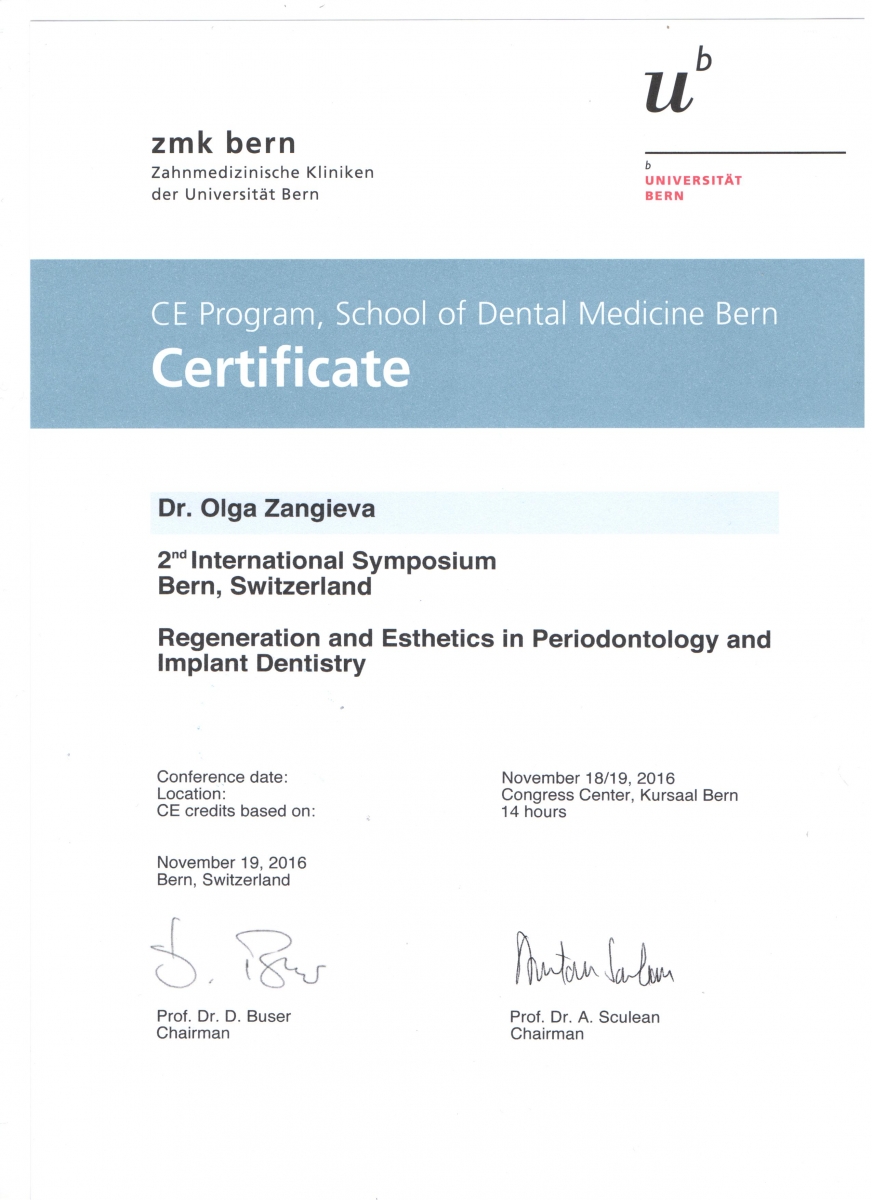 u^b
zmk bern
Zahnmedizinische Kliniken
der Universität Bern
b
UNIVERSITÄT
BERN
CE Program, School of Dental Medicine Bern
Certificate
Dr. Olga Zangieva
2nd International Symposium
Bern, Switzerland
Regeneration and Esthetics in Periodontology and
Implant Dentistry
Conference date: November 18/19, 2016
Location: Congress Center, Kursaal Bern
CE credits based on: 14 hours
November 19, 2016
Bern, Switzerland
D. Buser
Anton Sculean
Prof. Dr. D. Buser
Chairman
Prof. Dr. A. Sculean
Chairman